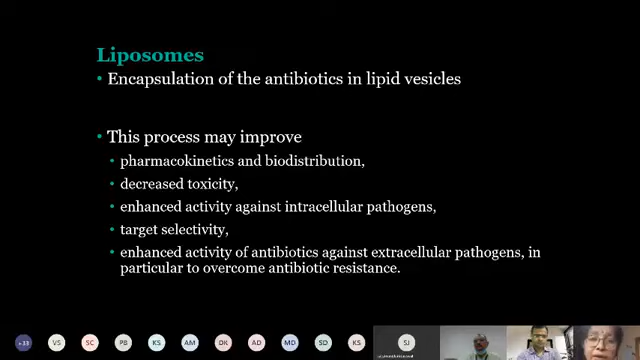 Liposomes
• Encapsulation of the antibiotics in lipid vesicles
• This process may improve
• pharmacokinetics and biodistribution,
• decreased toxicity,
• enhanced activity against intracellular pathogens,
• target selectivity,
• enhanced activity of antibiotics against extracellular pathogens, in
particular to overcome antibiotic resistance.
VS SC PB KS AM DK AD MD SD KS SJ